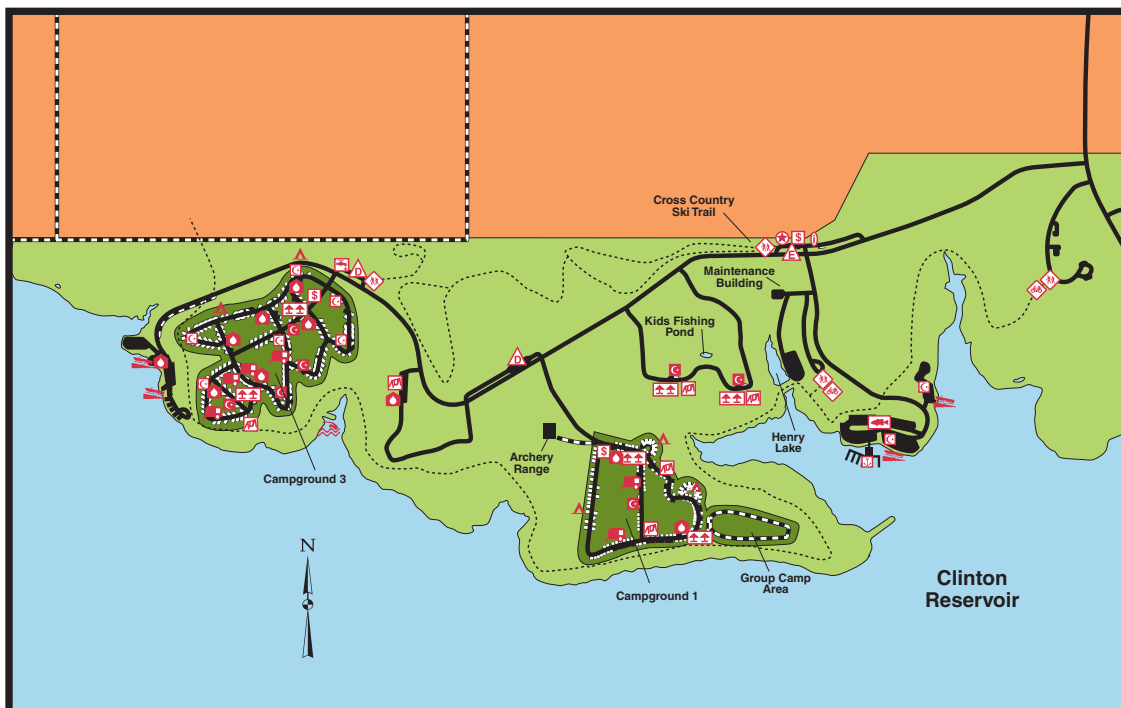 Cross Country
Ski Trail
$
i
E
Maintenance
Building
D
$
Kids Fishing
Pond
D
Henry
Lake
Archery
Range
$
Campground 3
N
Group Camp
Area
Campground 1
Clinton
Reservoir